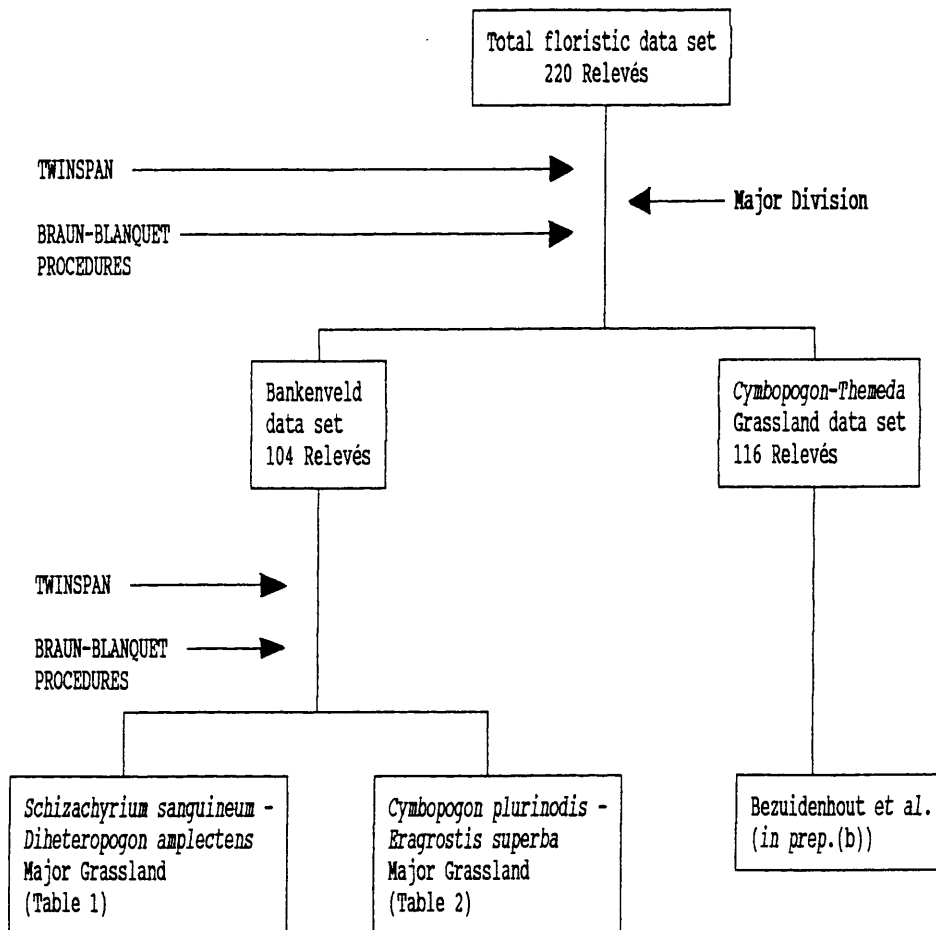 Total floristic data set
220 Relevés
TWINSPAN
Major Division
BRAUN-BLANQUET
PROCEDURES
Bankenveld
data set
104 Relevés
Cymbopogon-Themeda
Grassland data set
116 Relevés
TWINSPAN
BRAUN-BLANQUET
PROCEDURES
Schizachyrium sanguineum -
Diheteropogon amplectens
Major Grassland
(Table 1)
Cymbopogon plurinodis -
Eragrostis superba
Major Grassland
(Table 2)
Bezuidenhout et al.
(in prep.(b))